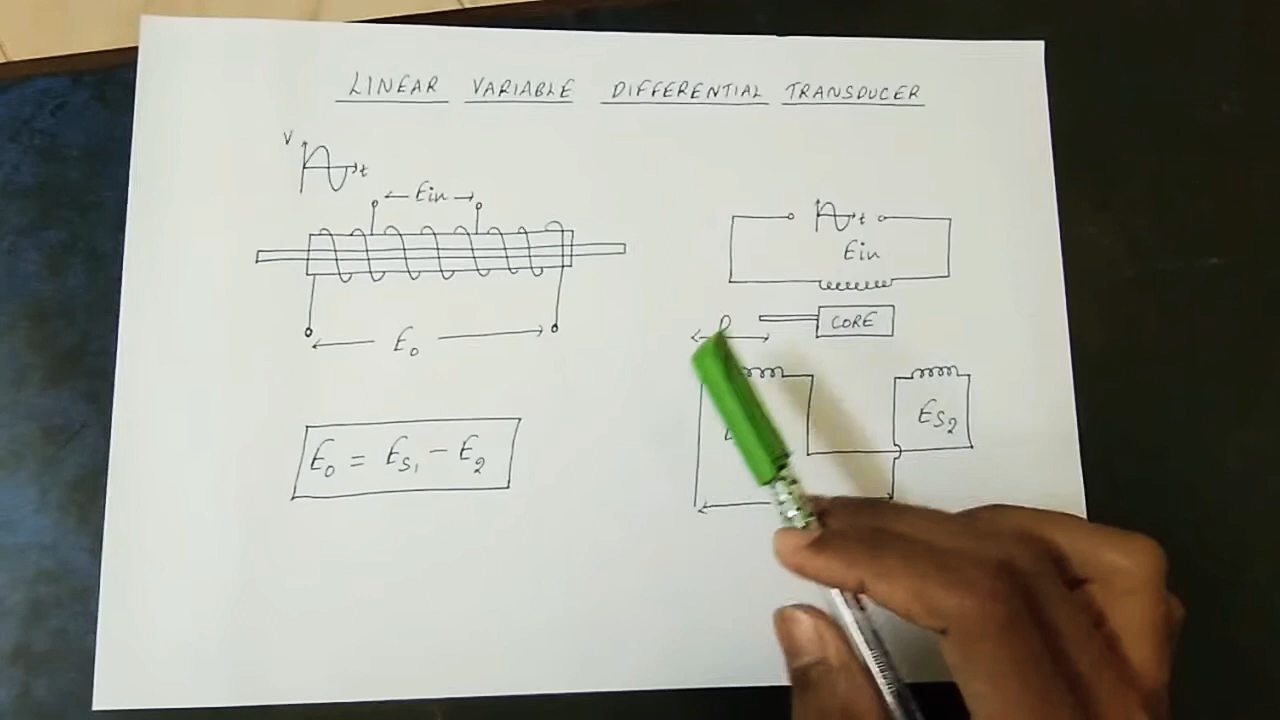 LINEAR VARIABLE DIFFERENTIAL TRANSDUCER
V
t
Ein
E₀
E₀ = ES₁ - E₂
t
Ein
CORE
ES₂